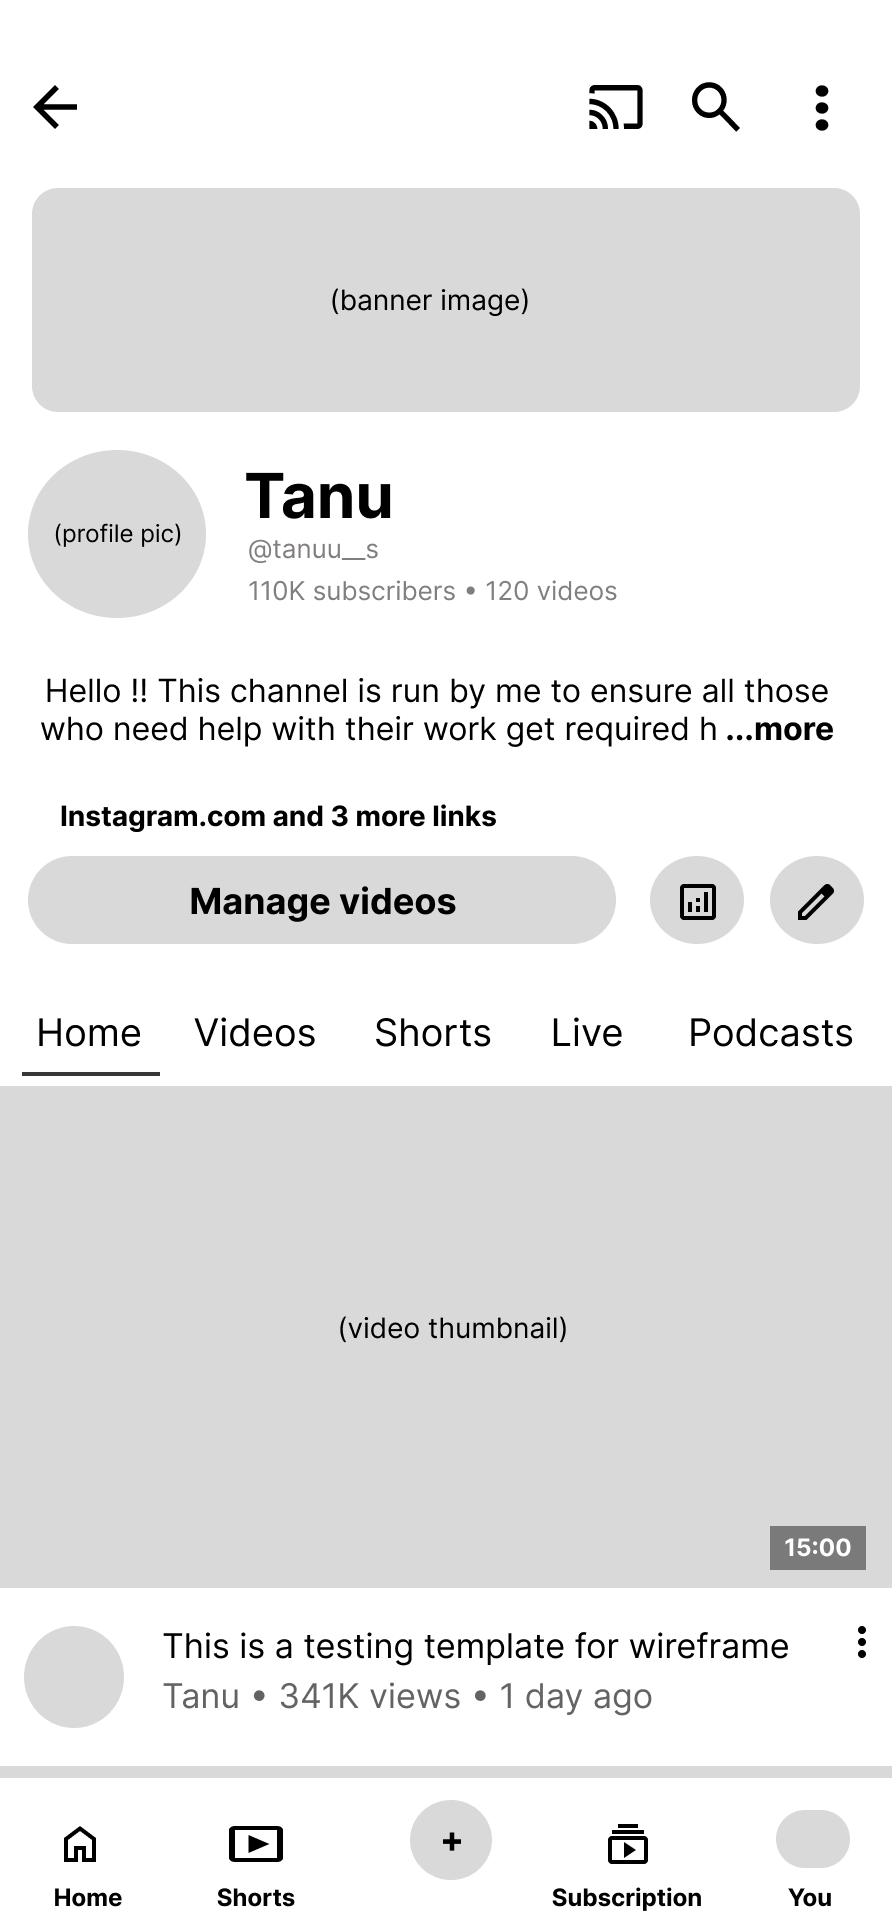 (banner image)
(profile pic)
Tanu
@tanuu__s
110K subscribers • 120 videos
Hello !! This channel is run by me to ensure all those
who need help with their work get required h ...more
Instagram.com and 3 more links
Manage videos
Home Videos Shorts Live Podcasts
(video thumbnail)
15:00
This is a testing template for wireframe
Tanu • 341K views • 1 day ago
+
Home Shorts Subscription You